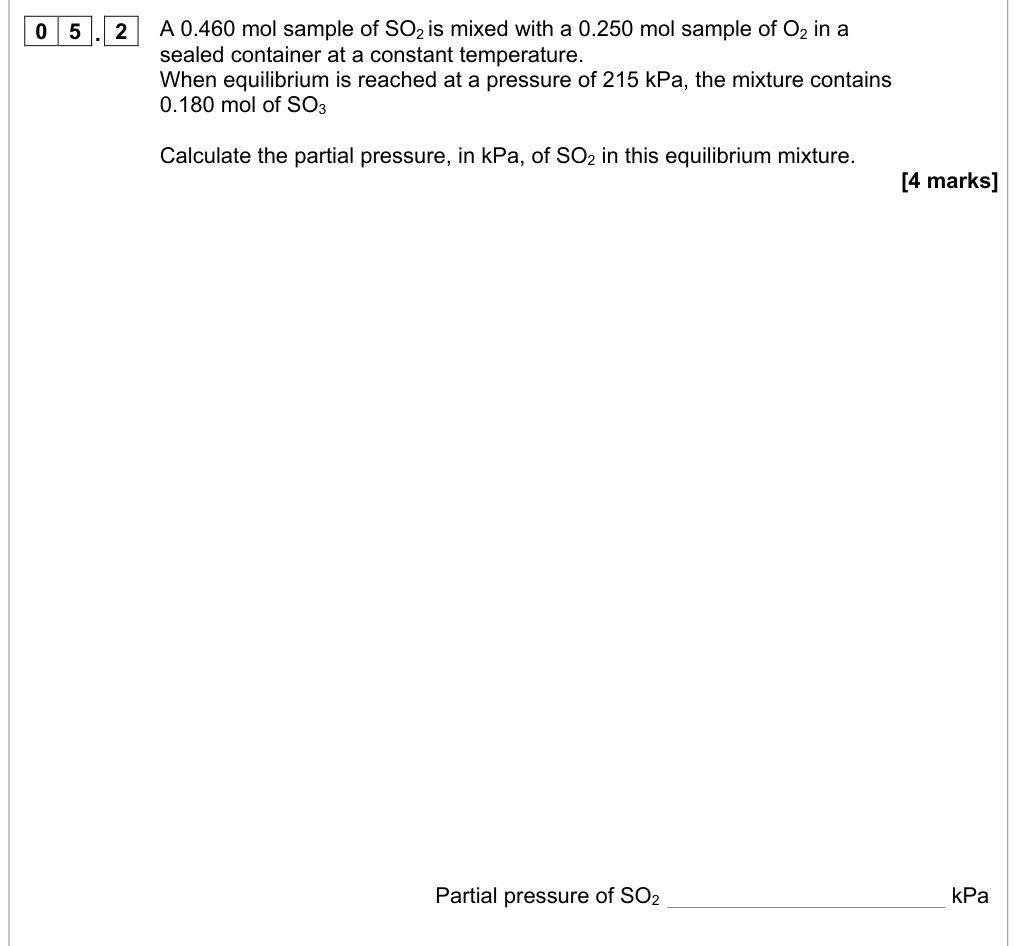 0 5 . 2 A 0.460 mol sample of SO₂ is mixed with a 0.250 mol sample of O₂ in a
sealed container at a constant temperature.
When equilibrium is reached at a pressure of 215 kPa, the mixture contains
0.180 mol of SO₃
Calculate the partial pressure, in kPa, of SO₂ in this equilibrium mixture.
[4 marks]
Partial pressure of SO₂ ____________________ kPa